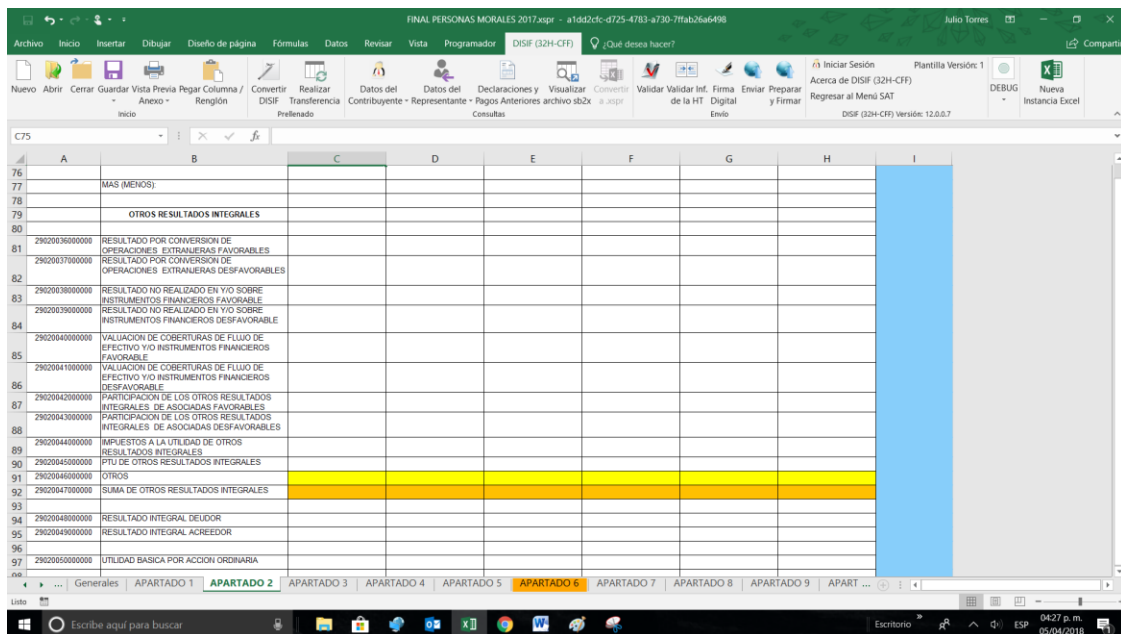 FINAL PERSONAS MORALES 2017.xspr - a1dd2cfc-d725-4783-a730-7ffab26a6498
Julio Torres
Archivo Inicio Insertar Dibujar Diseño de página Fórmulas Datos Revisar Vista Programador DISIF (32H-CFF) ¿Qué desea hacer? Compartir
Nuevo Abrir Cerrar Guardar Vista Previa Anexo Pegar Columna / Renglón
Inicio
Convertir DISIF Realizar Transferencia
Prellenado
Datos del Contribuyente Datos del Representante Declaraciones y Pagos Anteriores Visualizar archivo sb2x Convertir a .xspr
Consultas
Validar Validar Inf. de la HT Firma Digital Enviar Preparar y Firmar
Envio
Iniciar Sesión Plantilla Versión: 1
Acerca de DISIF (32H-CFF)
Regresar al Menú SAT
DISIF (32H-CFF) Versión: 12.0.0.7
DEBUG
Nueva Instancia Excel
C75 fx
A B C D E F G H I
76
77 MAS (MENOS):
78
79 OTROS RESULTADOS INTEGRALES
80
81 29020036000000 RESULTADO POR CONVERSION DE
OPERACIONES EXTRANJERAS FAVORABLES
82 29020037000000 RESULTADO POR CONVERSION DE
OPERACIONES EXTRANJERAS DESFAVORABLES
83 29020038000000 RESULTADO NO REALIZADO EN Y/O SOBRE
INSTRUMENTOS FINANCIEROS FAVORABLE
84 29020039000000 RESULTADO NO REALIZADO EN Y/O SOBRE
INSTRUMENTOS FINANCIEROS DESFAVORABLE
85 29020040000000 VALUACION DE COBERTURAS DE FLUJO DE
EFECTIVO Y/O INSTRUMENTOS FINANCIEROS
FAVORABLE
86 29020041000000 VALUACION DE COBERTURAS DE FLUJO DE
EFECTIVO Y/O INSTRUMENTOS FINANCIEROS
DESFAVORABLE
87 29020042000000 PARTICIPACION DE LOS OTROS RESULTADOS
INTEGRALES DE ASOCIADAS FAVORABLES
88 29020043000000 PARTICIPACION DE LOS OTROS RESULTADOS
INTEGRALES DE ASOCIADAS DESFAVORABLES
89 29020044000000 IMPUESTOS A LA UTILIDAD DE OTROS
RESULTADOS INTEGRALES
90 29020045000000 PTU DE OTROS RESULTADOS INTEGRALES
91 29020046000000 OTROS
92 29020047000000 SUMA DE OTROS RESULTADOS INTEGRALES
93
94 29020048000000 RESULTADO INTEGRAL DEUDOR
95 29020049000000 RESULTADO INTEGRAL ACREEDOR
96
97 29020050000000 UTILIDAD BASICA POR ACCION ORDINARIA
... Generales APARTADO 1 APARTADO 2 APARTADO 3 APARTADO 4 APARTADO 5 APARTADO 6 APARTADO 7 APARTADO 8 APARTADO 9 APART ...
Listo
Escribe aquí para buscar
Escritorio ESP 04:27 p. m.
05/04/2018